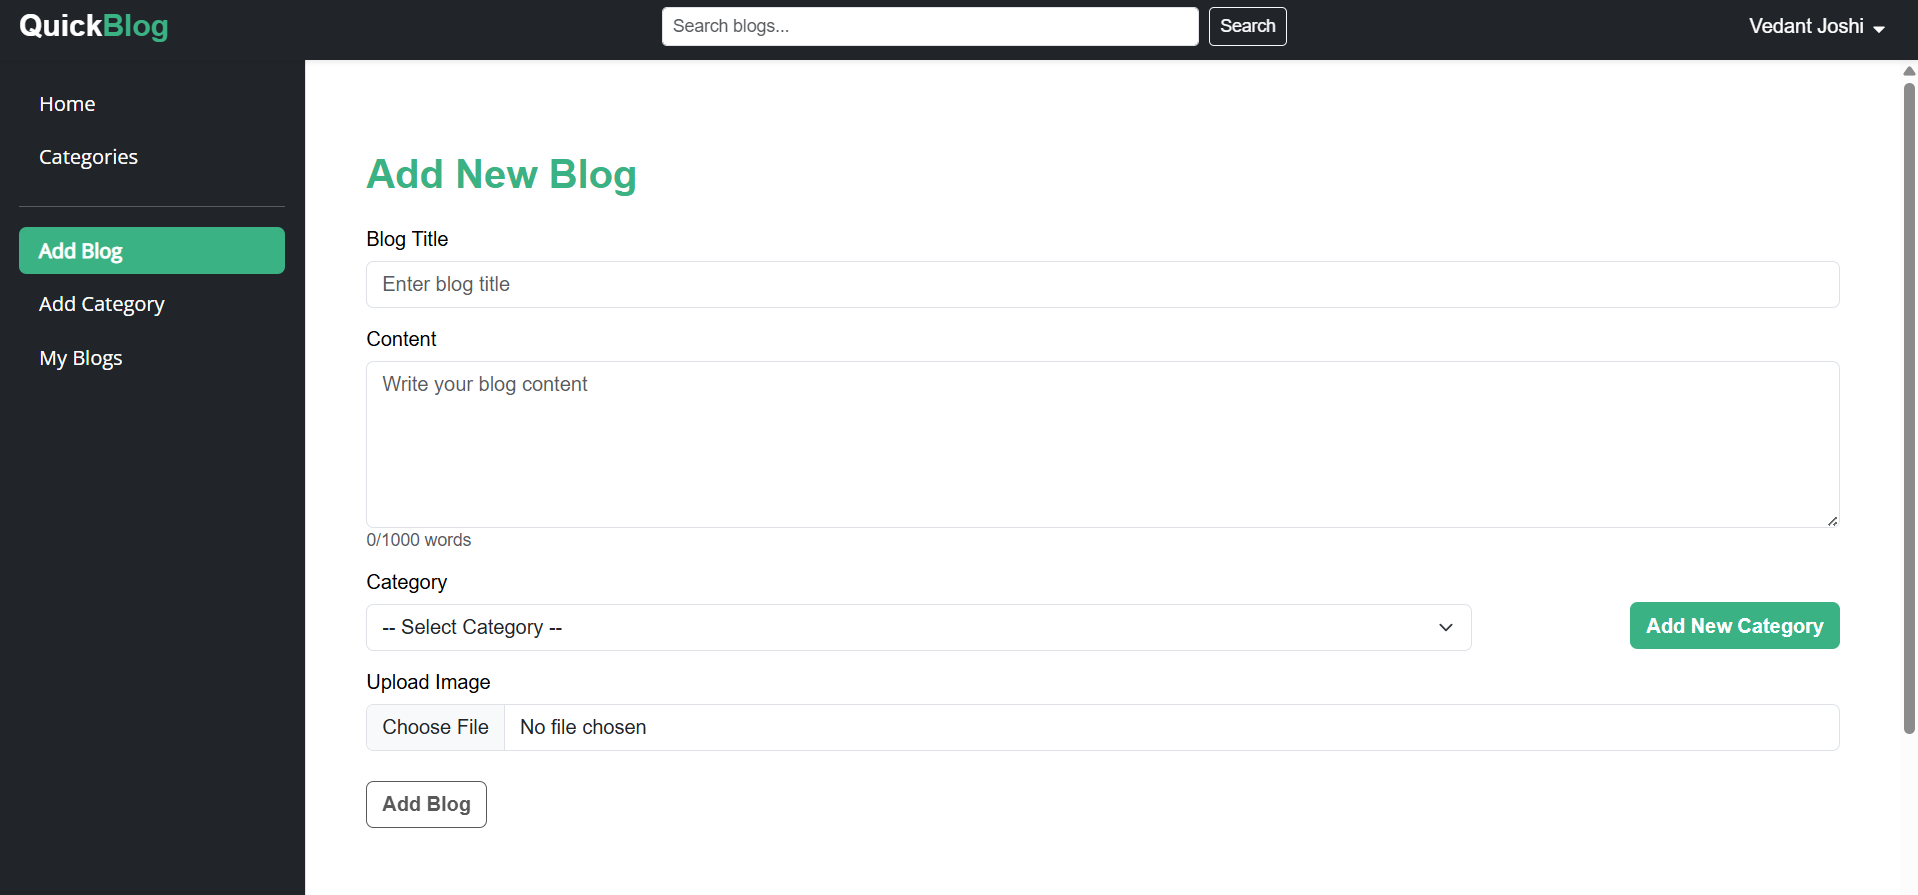 QuickBlog
Search blogs...
Search
Vedant Joshi
Home
Categories
Add Blog
Add Category
My Blogs
Add New Blog
Blog Title
Enter blog title
Content
Write your blog content
0/1000 words
Category
-- Select Category --
Add New Category
Upload Image
Choose File No file chosen
Add Blog